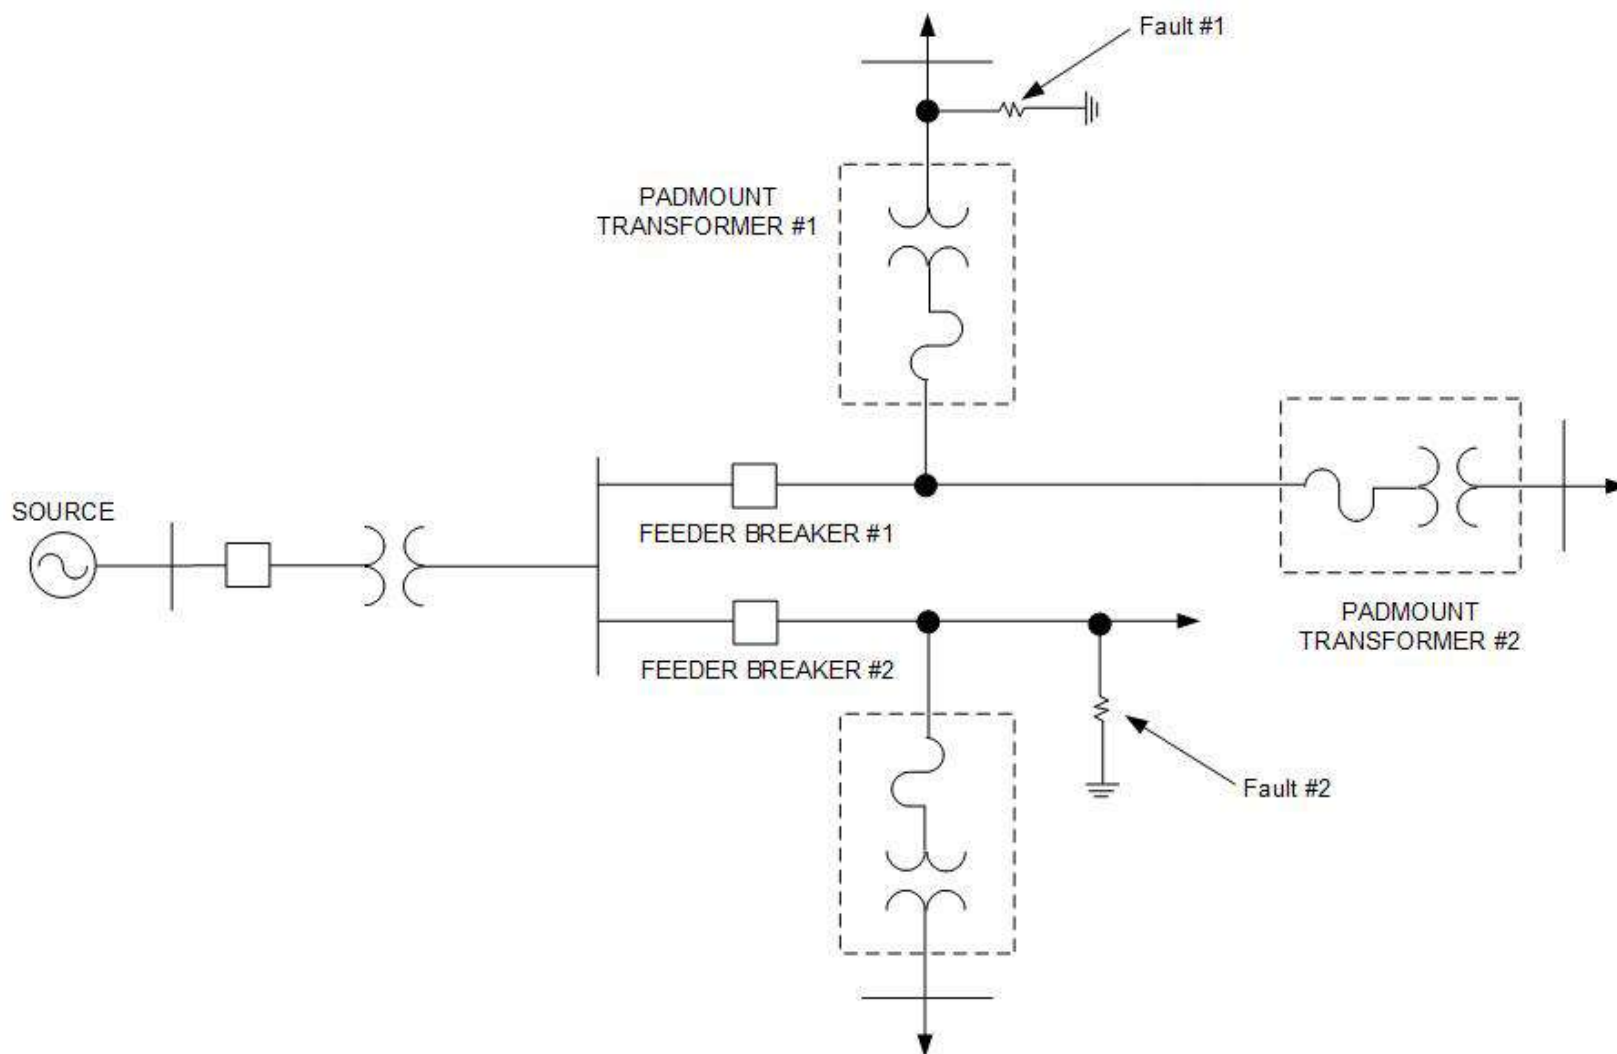 Fault #1
PADMOUNT
TRANSFORMER #1
SOURCE
FEEDER BREAKER #1
PADMOUNT
TRANSFORMER #2
FEEDER BREAKER #2
Fault #2